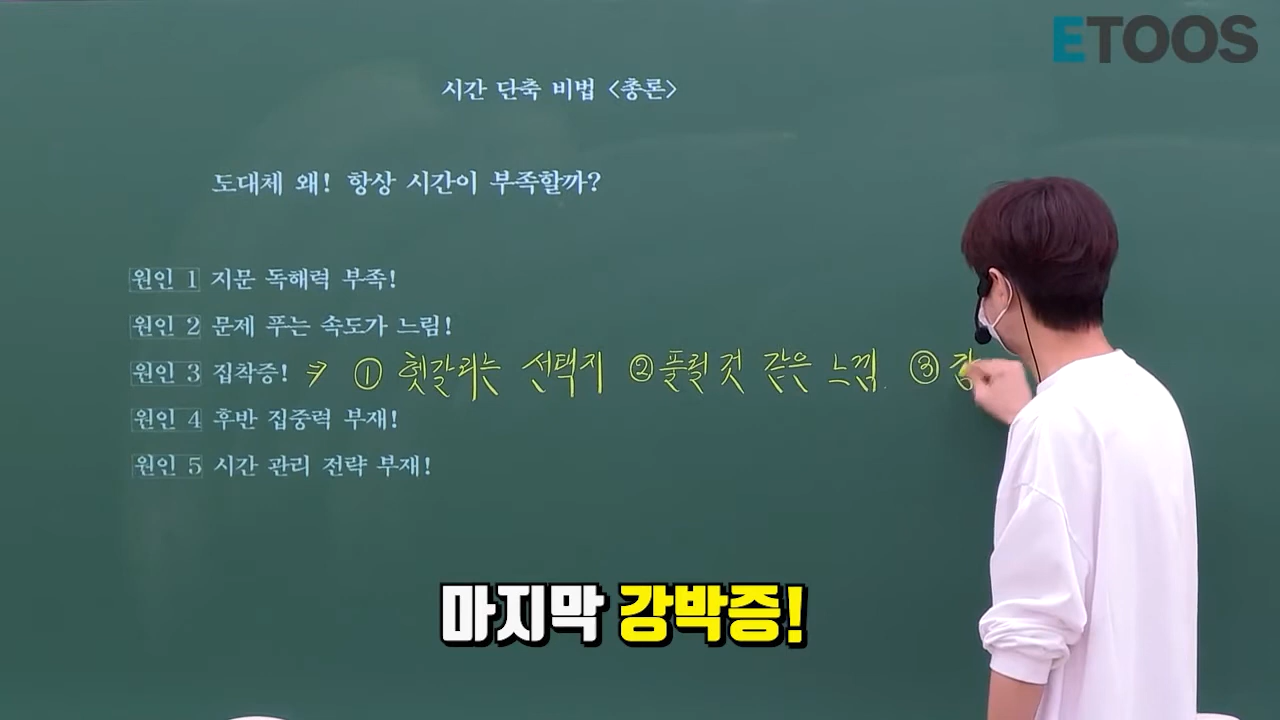 ETOOS
시간 단축 비법 <총론>
도대체 왜! 항상 시간이 부족할까?
원인 1 지문 독해력 부족!
원인 2 문제 푸는 속도가 느림!
원인 3 집착증! ⇒ ① 헷갈리는 선택지 ② 풀릴 것 같은 느낌. ③ 강
원인 4 후반 집중력 부재!
원인 5 시간 관리 전략 부재!
마지막 강박증!